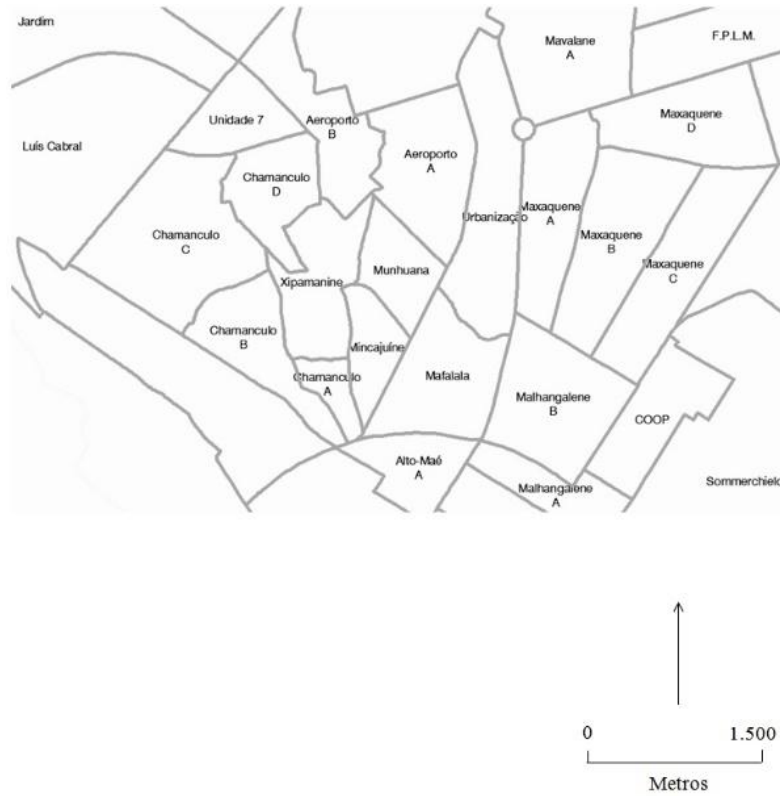 Jardim
Mavalane
A
F.P.L.M.
Unidade 7
Aeroporto
B
Maxaquene
D
Luís Cabral
Aeroporto
A
Chamanculo
D
Urbanização
Maxaquene
A
Chamanculo
C
Maxaquene
B
Maxaquene
C
Munhuana
Xipamanine
Chamanculo
B
Mincajuíne
Chamanculo
A
Mafalala
Malhangalene
B
COOP
Alto-Maé
A
Malhangalene
A
Sommerchield
0 1.500
Metros